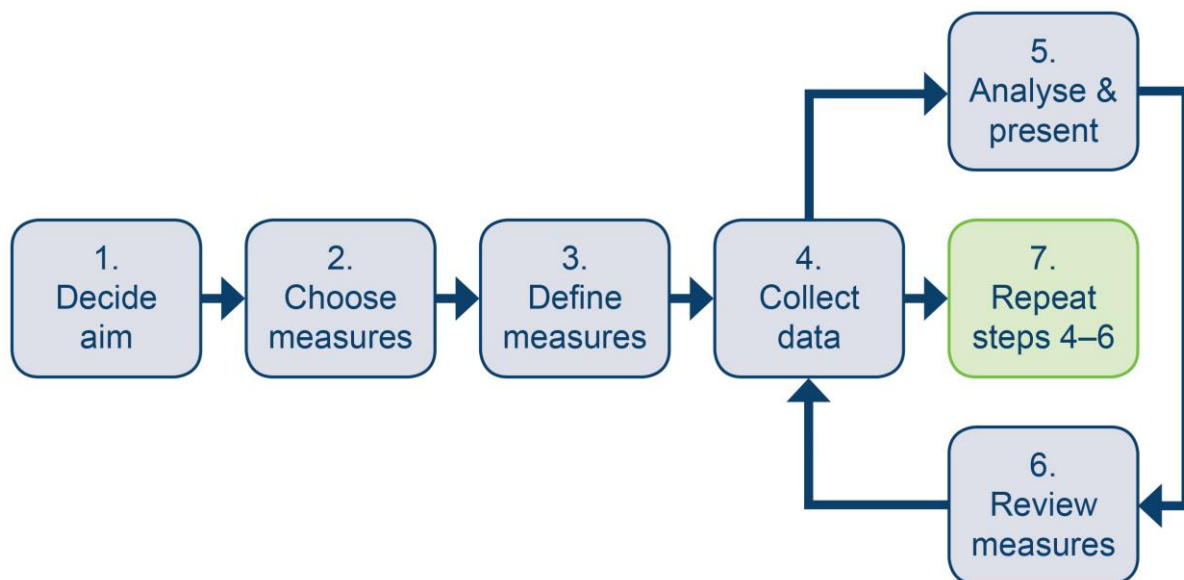 1.
Decide
aim
2.
Choose
measures
3.
Define
measures
4.
Collect
data
5.
Analyse &
present
6.
Review
measures
7.
Repeat
steps 4–6